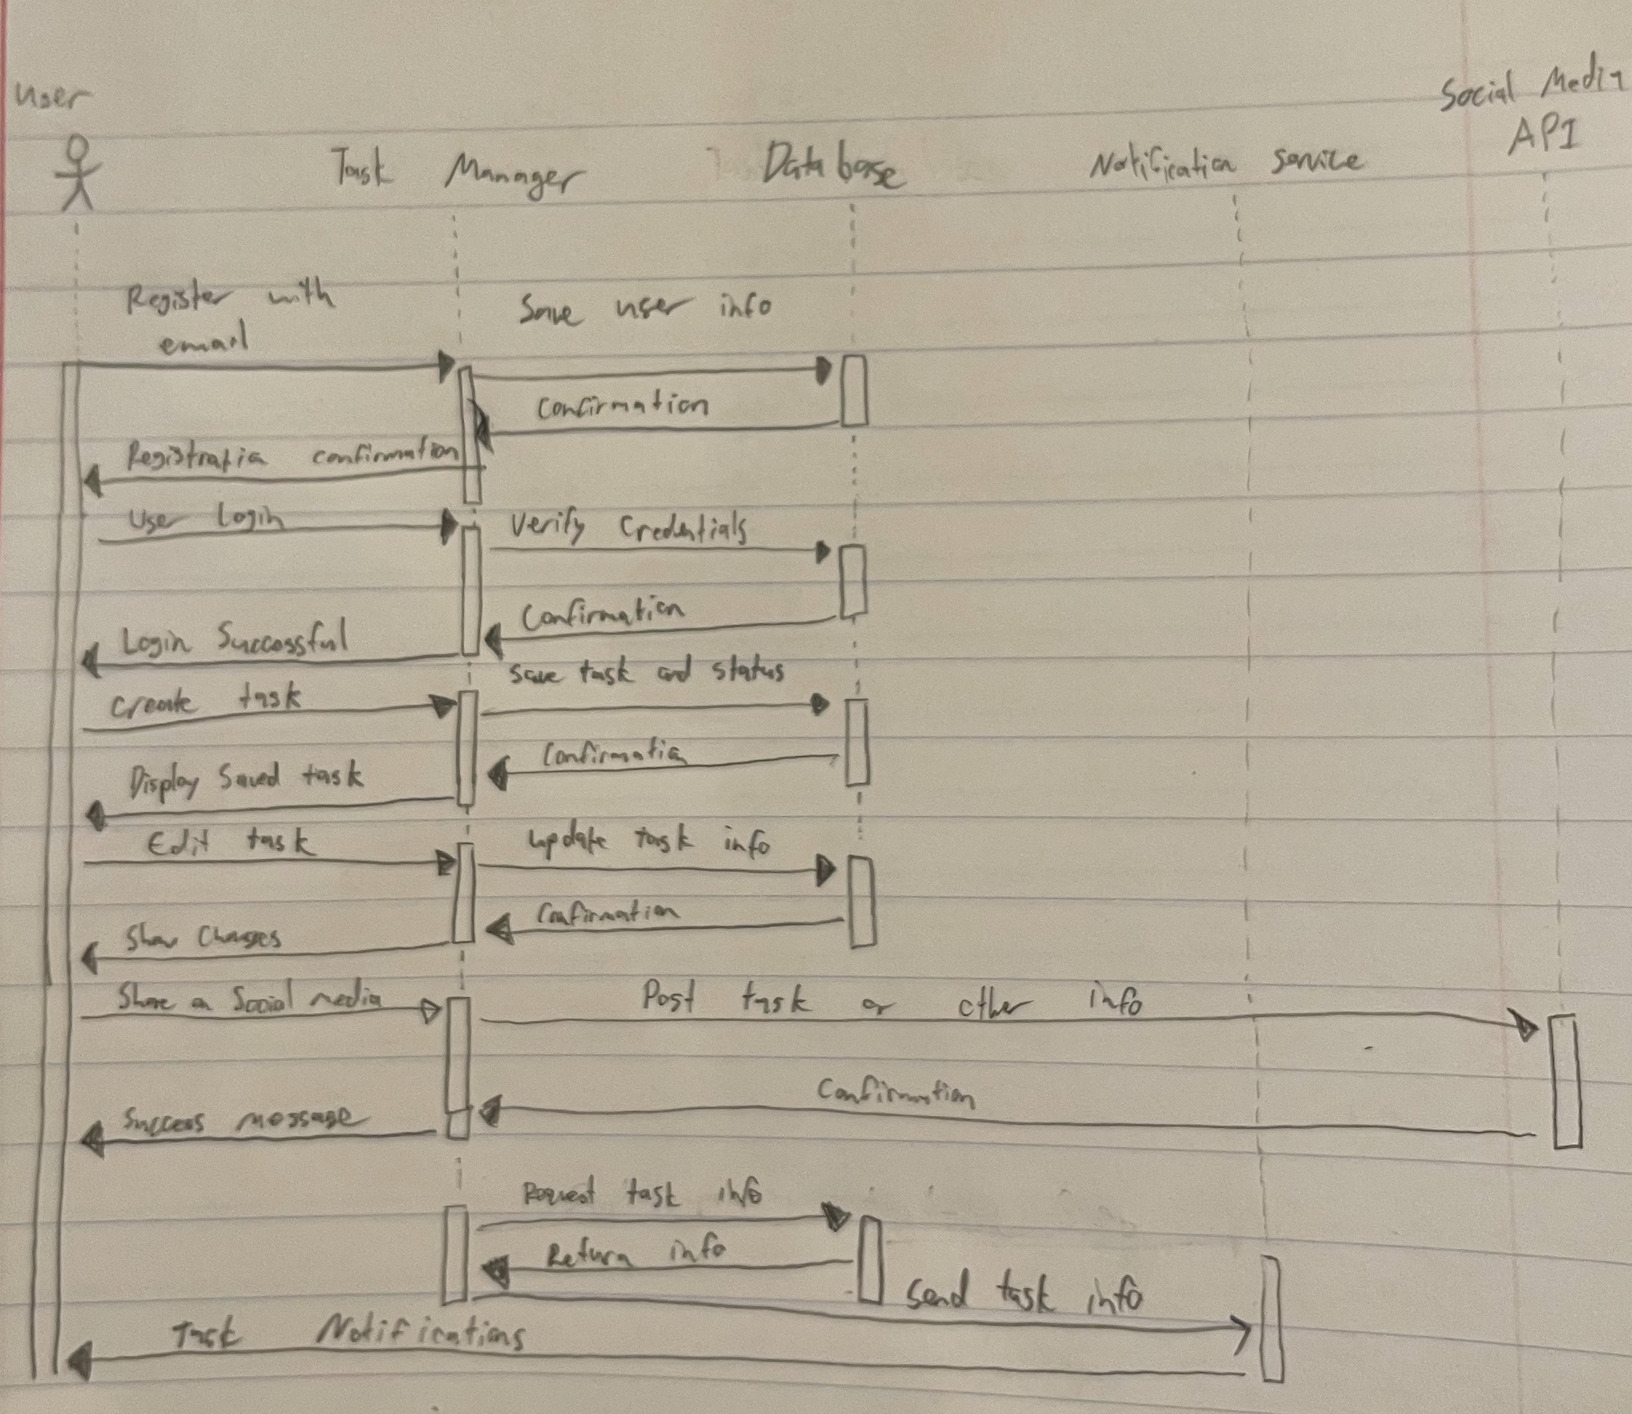 User
Social Media
API
Task Manager
Database
Notification service
Register with
email
Save user info
Confirmation
Registration confirmation
User Login
Verify Credentials
Confirmation
Login Successful
Save task and status
Create task
Confirmation
Display Saved task
Edit task
Update task info
Confirmation
Show Changes
Share on Social media
Post task or other info
Confirmation
Success message
Request task info
Return info
Send task info
Task Notifications